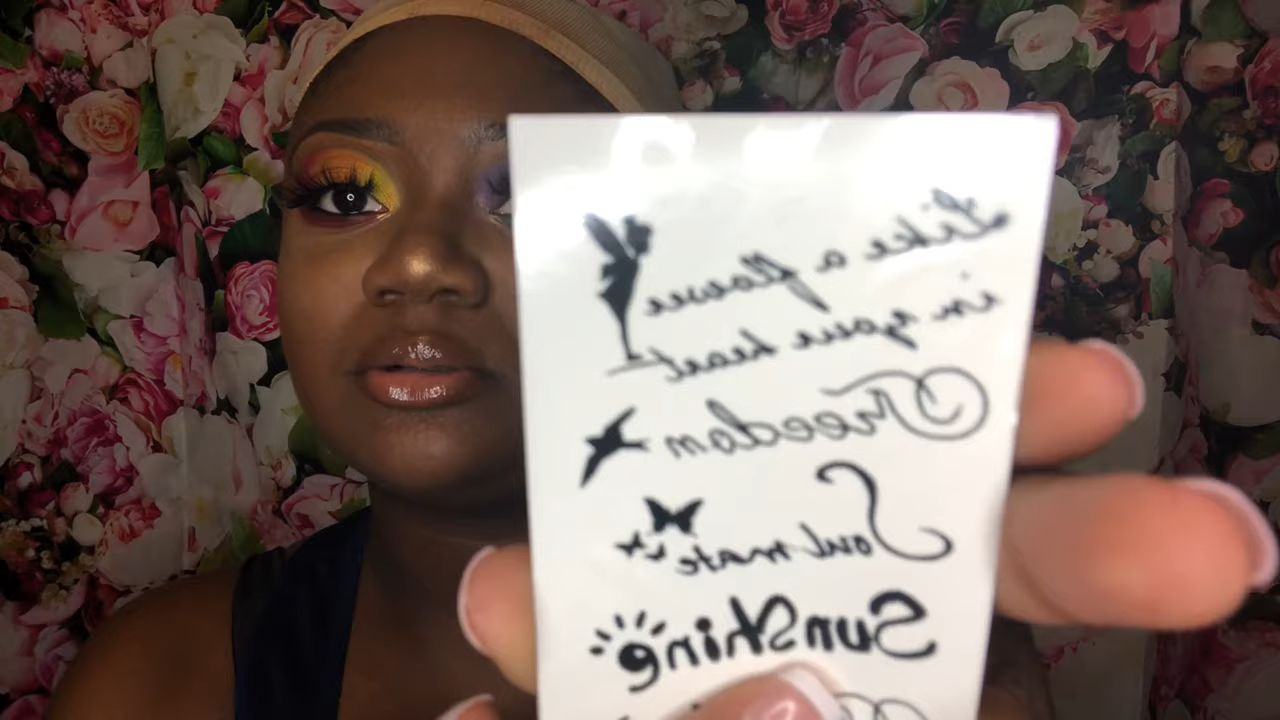 Like a flower
in your heart
Freedom
Soul mate
SunShine